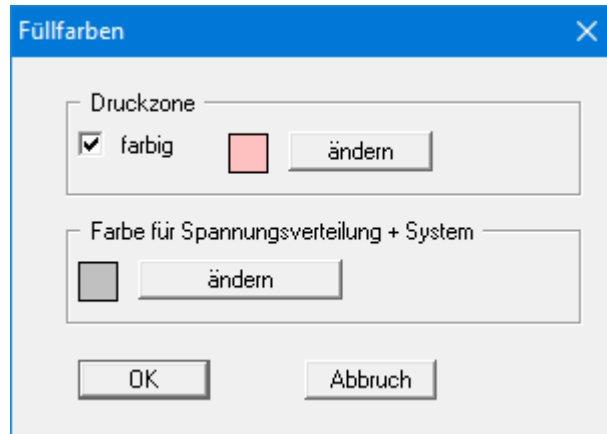 Füllfarben
Druckzone
farbig ändern
Farbe für Spannungsverteilung + System
ändern
OK Abbruch